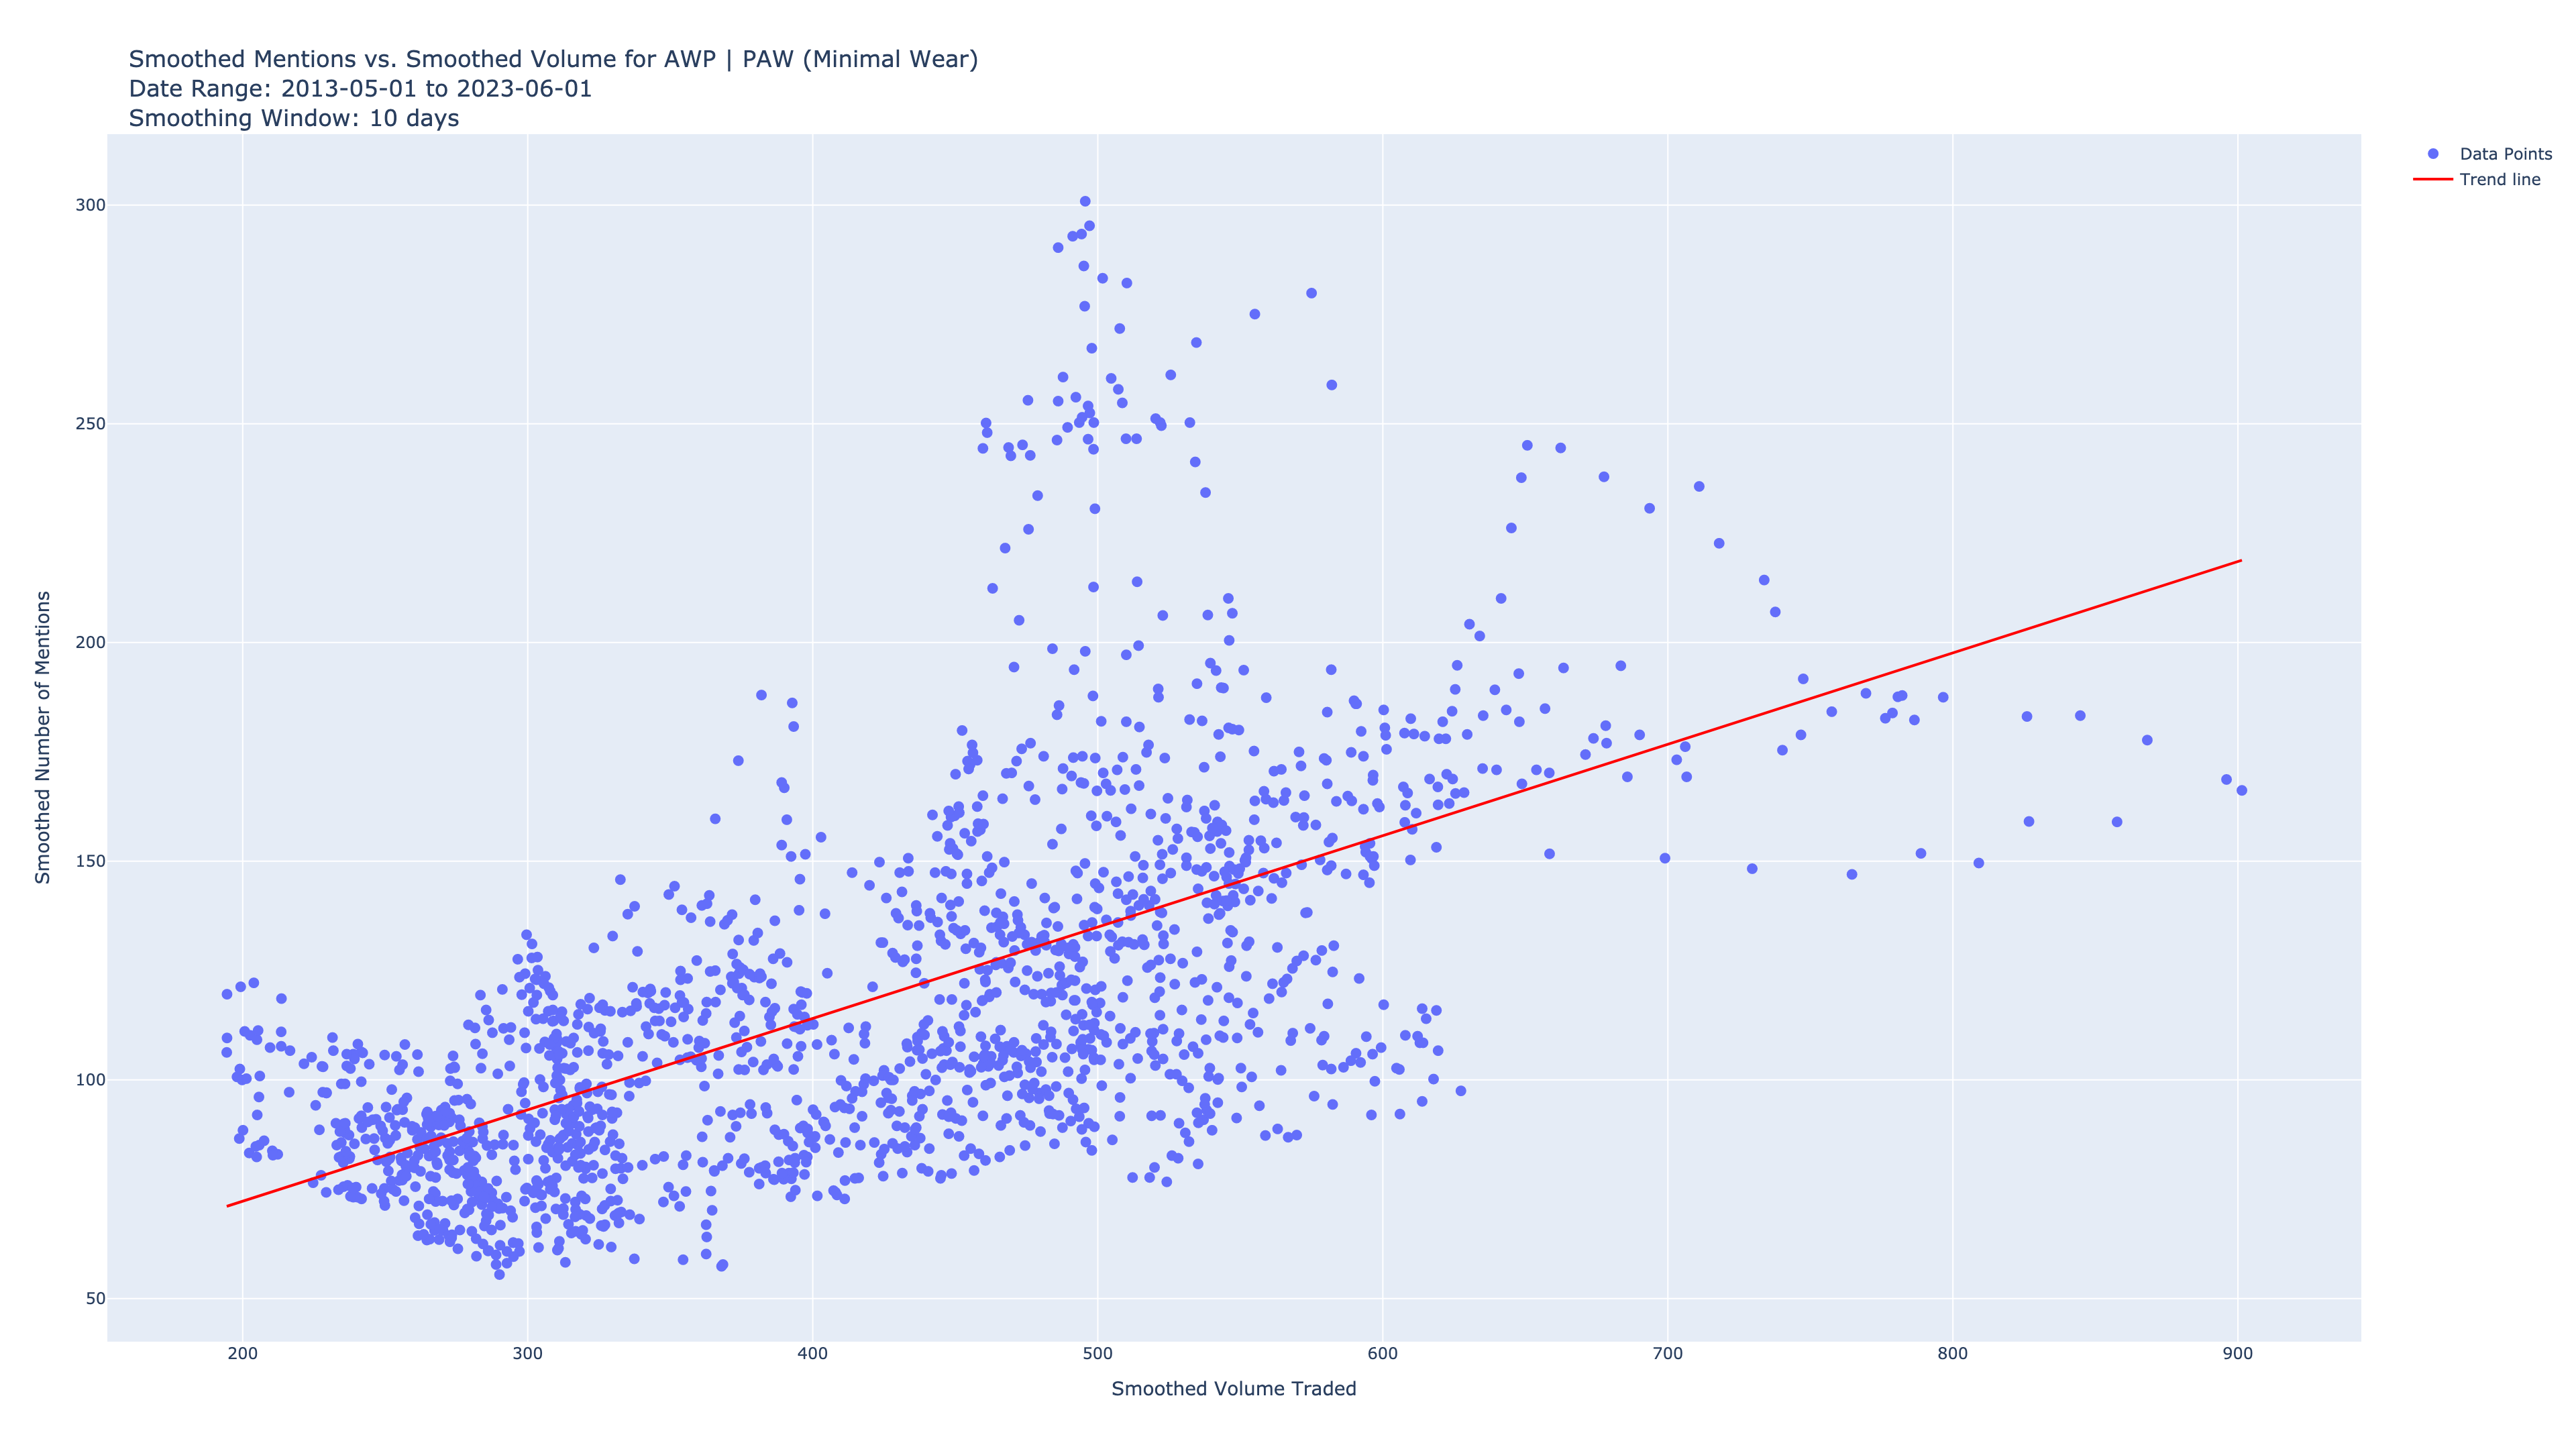 Smoothed Mentions vs. Smoothed Volume for AWP | PAW (Minimal Wear)
Date Range: 2013-05-01 to 2023-06-01
Smoothing Window: 10 days
Data Points
Trend line
300
250
200
150
100
50
Smoothed Number of Mentions
200
300
400
500
600
700
800
900
Smoothed Volume Traded